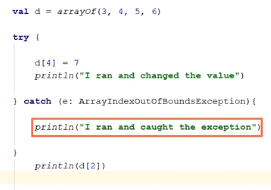 val d = arrayOf(3, 4, 5, 6)
try {
d[4] = 7
println("I ran and changed the value")
} catch (e: ArrayIndexOutOfBoundsException){
println("I ran and caught the exception")
}
println(d[2])